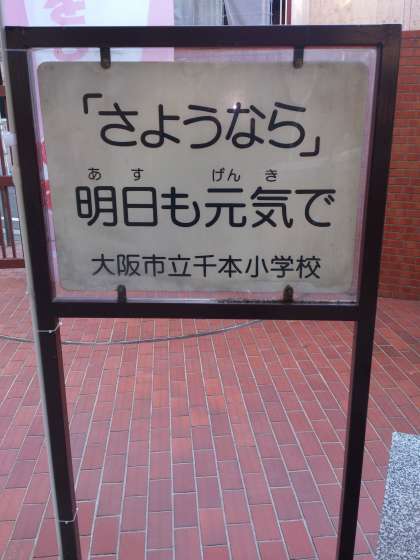 「さようなら」
あす げんき
明日も元気で
大阪市立千本小学校